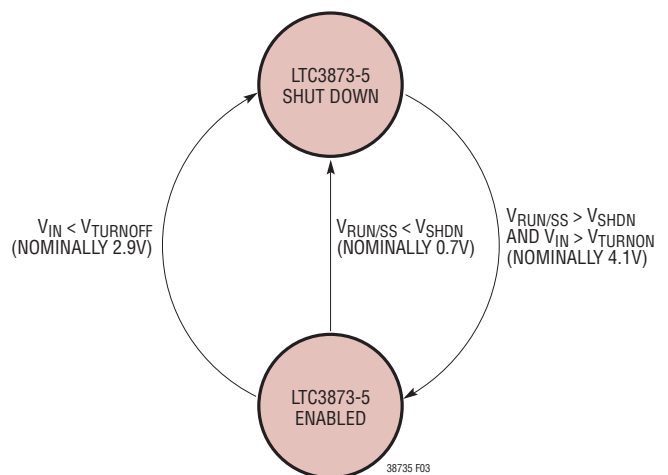 LTC3873-5
SHUT DOWN
VIN < VTURNOFF
(NOMINALLY 2.9V)
VRUN/SS < VSHDN
(NOMINALLY 0.7V)
VRUN/SS > VSHDN
AND VIN > VTURNON
(NOMINALLY 4.1V)
LTC3873-5
ENABLED
38735 F03